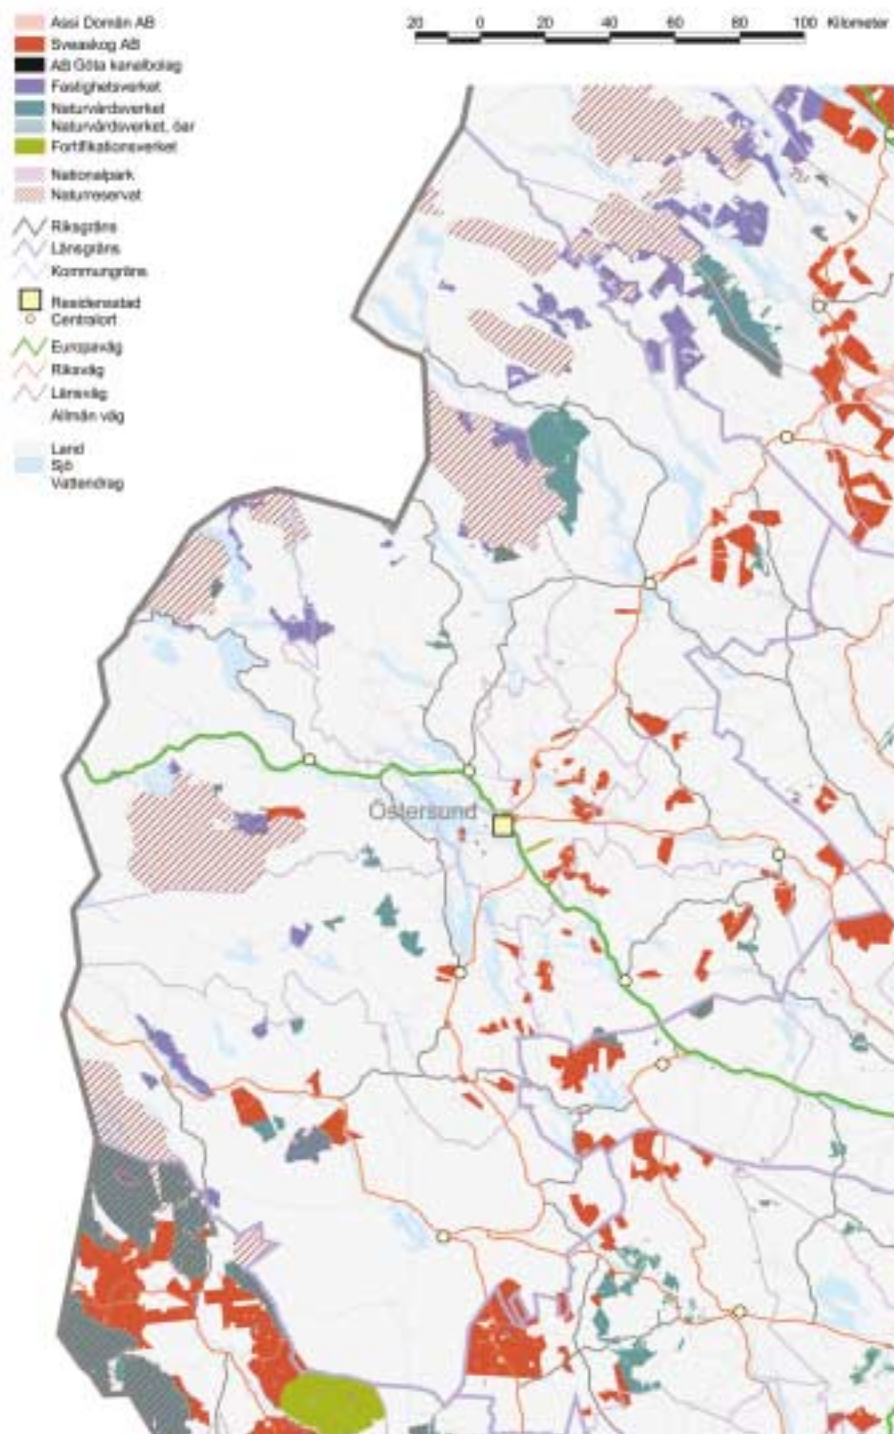 Assi Domän AB
Sveaskog AB
AB Göta kanalbolag
Fastighetsverket
Naturvårdsverket
Naturvårdsverket, öar
Fortifikationsverket
Nationalpark
Naturreservat
Riksgräns
Länsgräns
Kommungräns
Residensstad
Centralort
Europaväg
Riksväg
Länsväg
Allmän väg
Land
Sjö
Vattendrag
20 0 20 40 60 80 100 Kilometer
Östersund